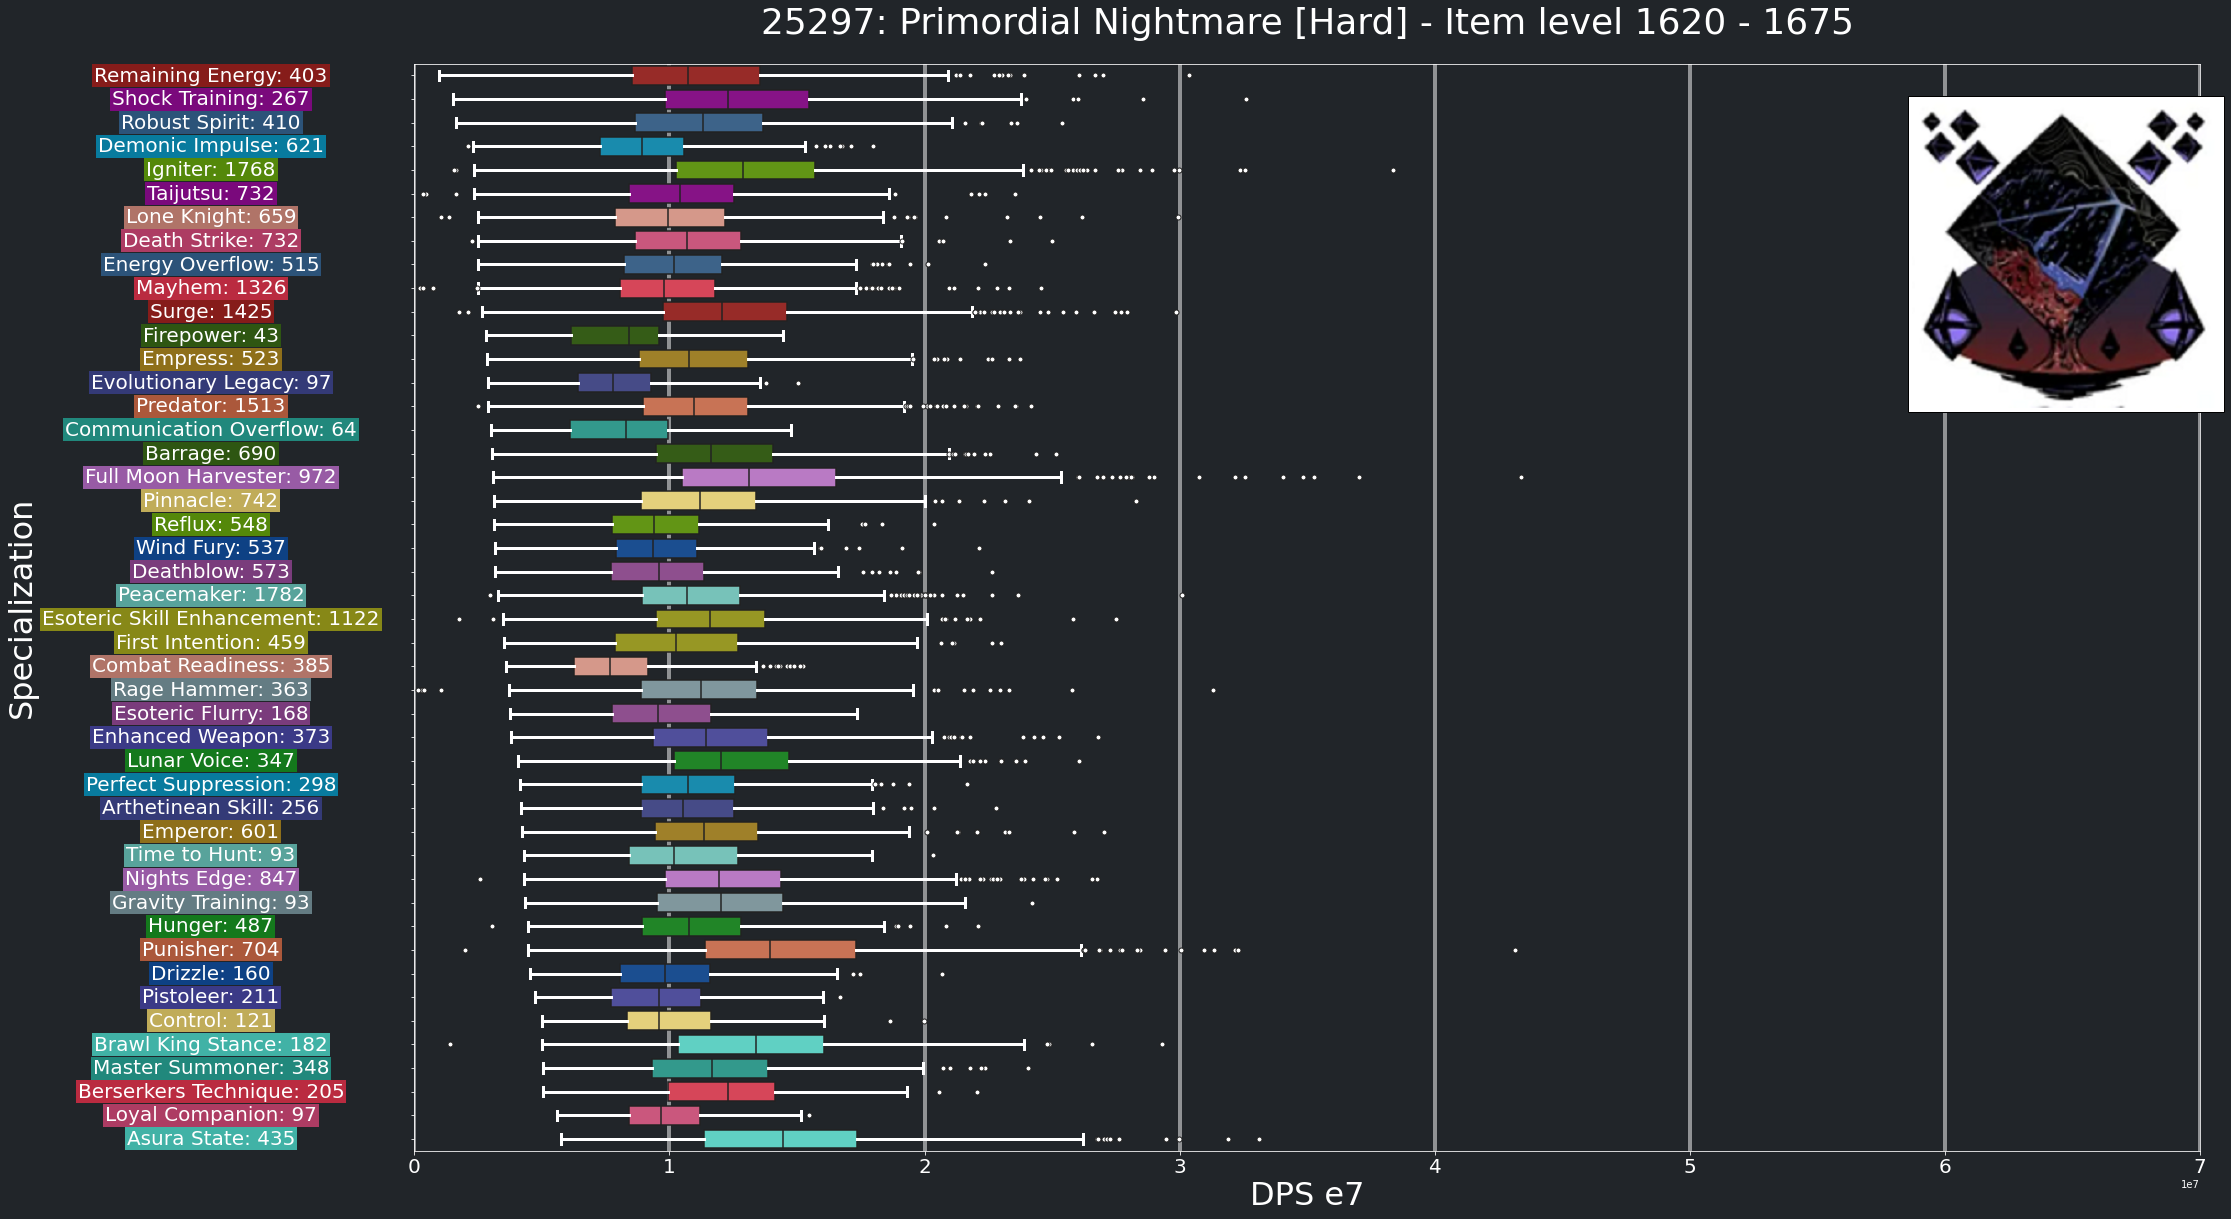 25297: Primordial Nightmare [Hard] - Item level 1620 - 1675
Specialization
Remaining Energy: 403
Shock Training: 267
Robust Spirit: 410
Demonic Impulse: 621
Igniter: 1768
Taijutsu: 732
Lone Knight: 659
Death Strike: 732
Energy Overflow: 515
Mayhem: 1326
Surge: 1425
Firepower: 43
Empress: 523
Evolutionary Legacy: 97
Predator: 1513
Communication Overflow: 64
Barrage: 690
Full Moon Harvester: 972
Pinnacle: 742
Reflux: 548
Wind Fury: 537
Deathblow: 573
Peacemaker: 1782
Esoteric Skill Enhancement: 1122
First Intention: 459
Combat Readiness: 385
Rage Hammer: 363
Esoteric Flurry: 168
Enhanced Weapon: 373
Lunar Voice: 347
Perfect Suppression: 298
Arthetinean Skill: 256
Emperor: 601
Time to Hunt: 93
Nights Edge: 847
Gravity Training: 93
Hunger: 487
Punisher: 704
Drizzle: 160
Pistoleer: 211
Control: 121
Brawl King Stance: 182
Master Summoner: 348
Berserkers Technique: 205
Loyal Companion: 97
Asura State: 435
0 1 2 3 4 5 6 7
1e7
DPS e7